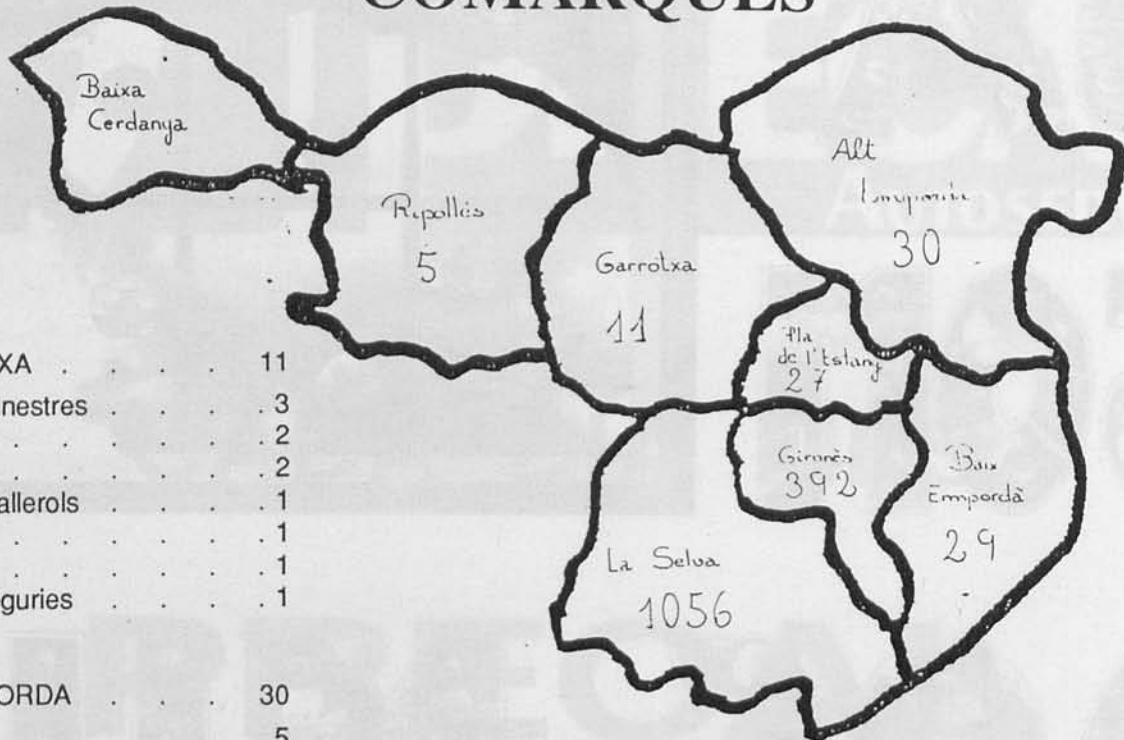 COMARQUES
Baixa
Cerdanya
Ripollès
5
Garrotxa
11
Alt
30
Pla
de l'Estany
27
Gironès
392
Baix
Empordà
29
La Selva
1056
XA . . . . 11
nestres . . . . 3
. . . . . . 2
. . . . . . 2
allerols . . . . 1
. . . . . . 1
. . . . . . 1
guries . . . . 1
ORDA . . . 30
5